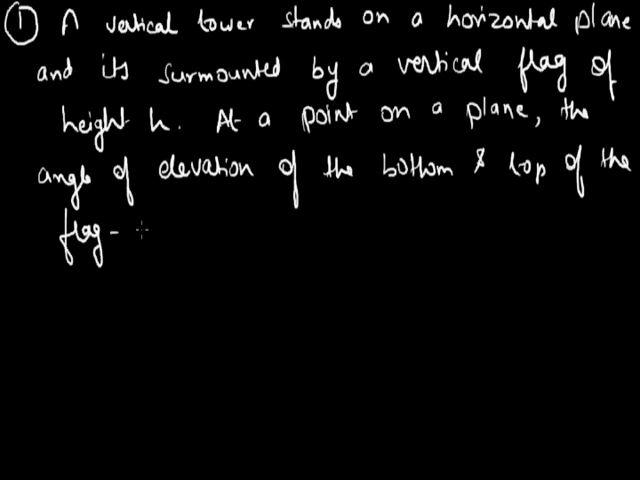 ① A vertical tower stands on a horizontal plane
and its surmounted by a vertical flag of
height h. At a point on a plane, the
angle of elevation of the bottom & top of the
flag -